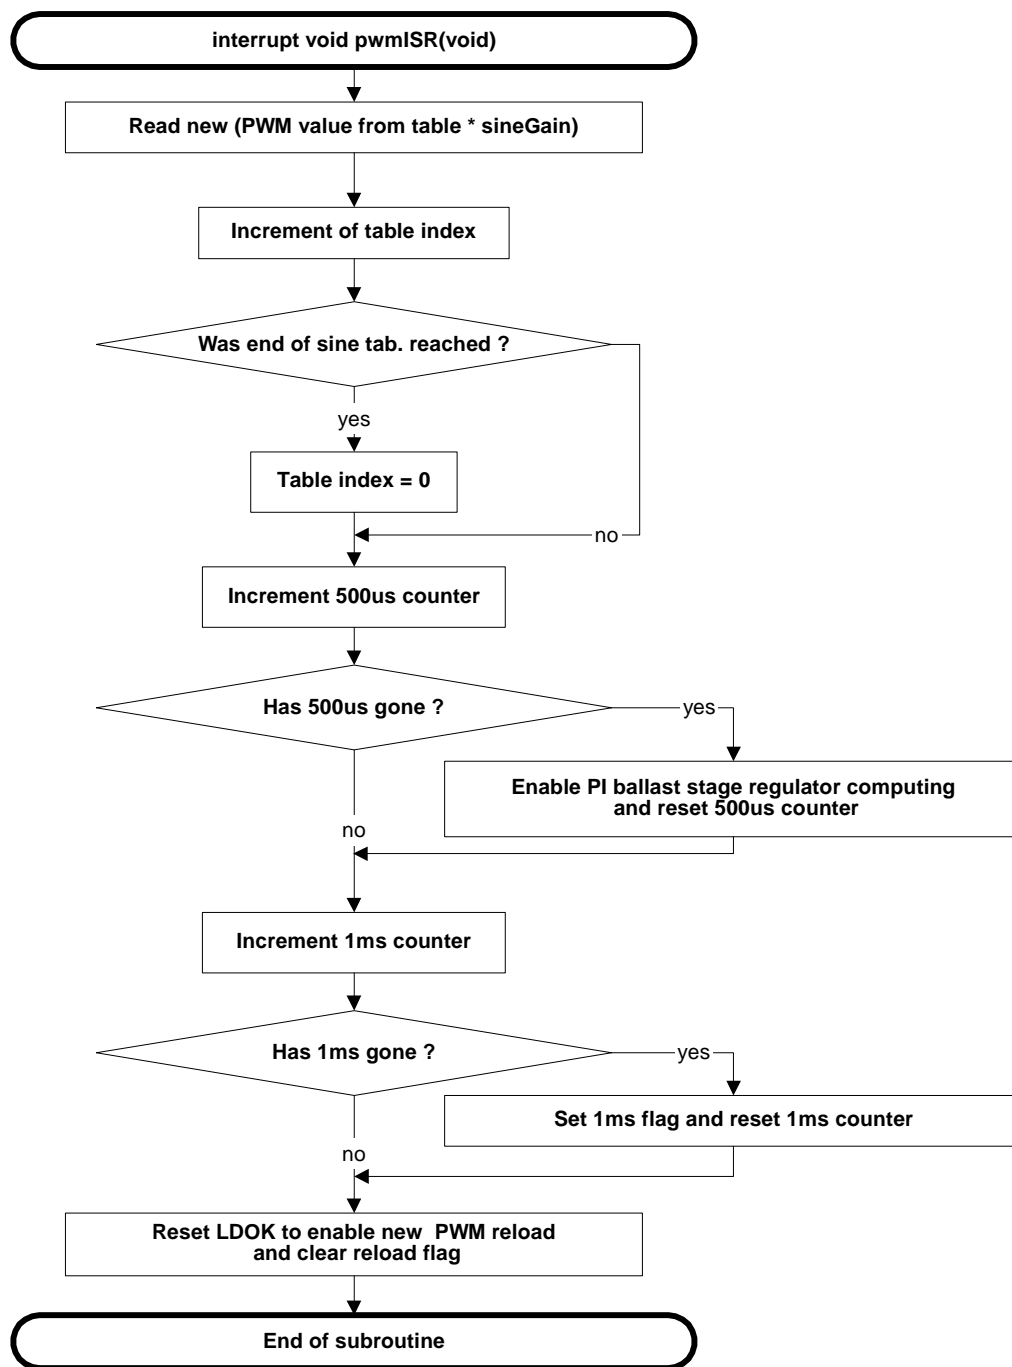 interrupt void pwmISR(void)
Read new (PWM value from table * sineGain)
Increment of table index
Was end of sine tab. reached ?
yes
Table index = 0
no
Increment 500us counter
Has 500us gone ?
yes
Enable PI ballast stage regulator computing
and reset 500us counter
no
Increment 1ms counter
Has 1ms gone ?
yes
Set 1ms flag and reset 1ms counter
no
Reset LDOK to enable new  PWM reload
and clear reload flag
End of subroutine